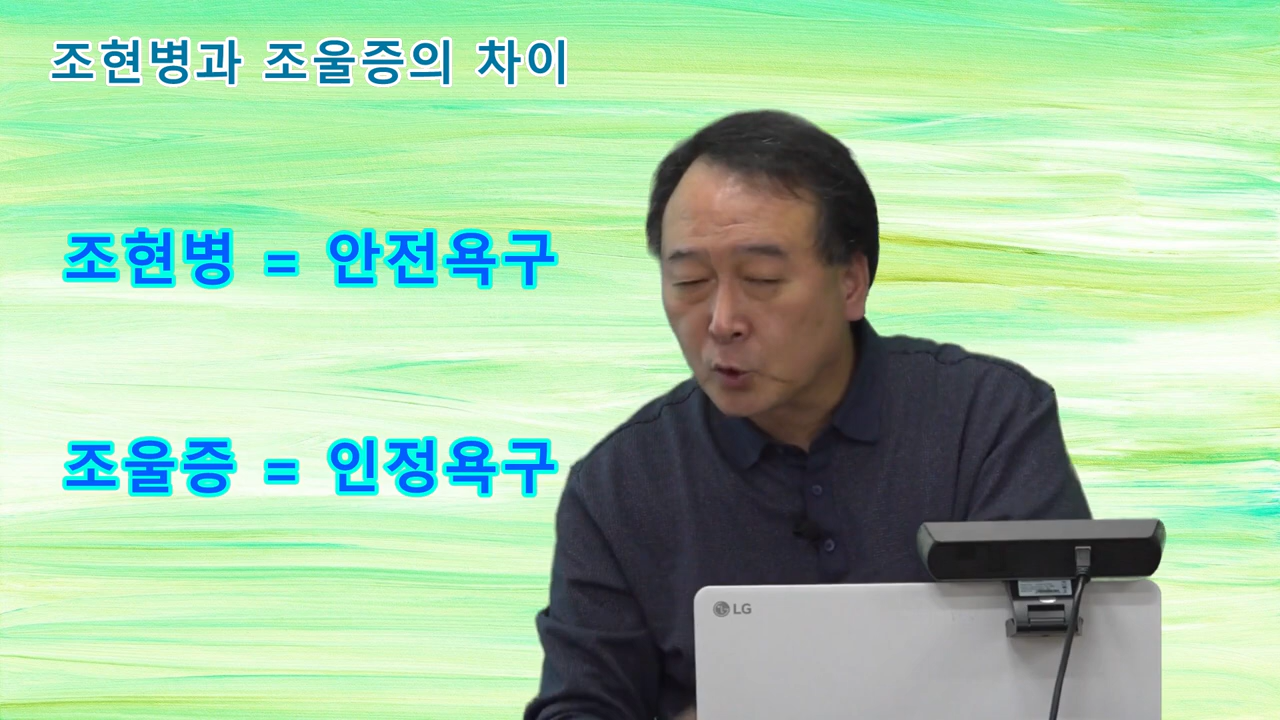 조현병과 조울증의 차이
조현병 = 안전욕구
조울증 = 인정욕구
LG